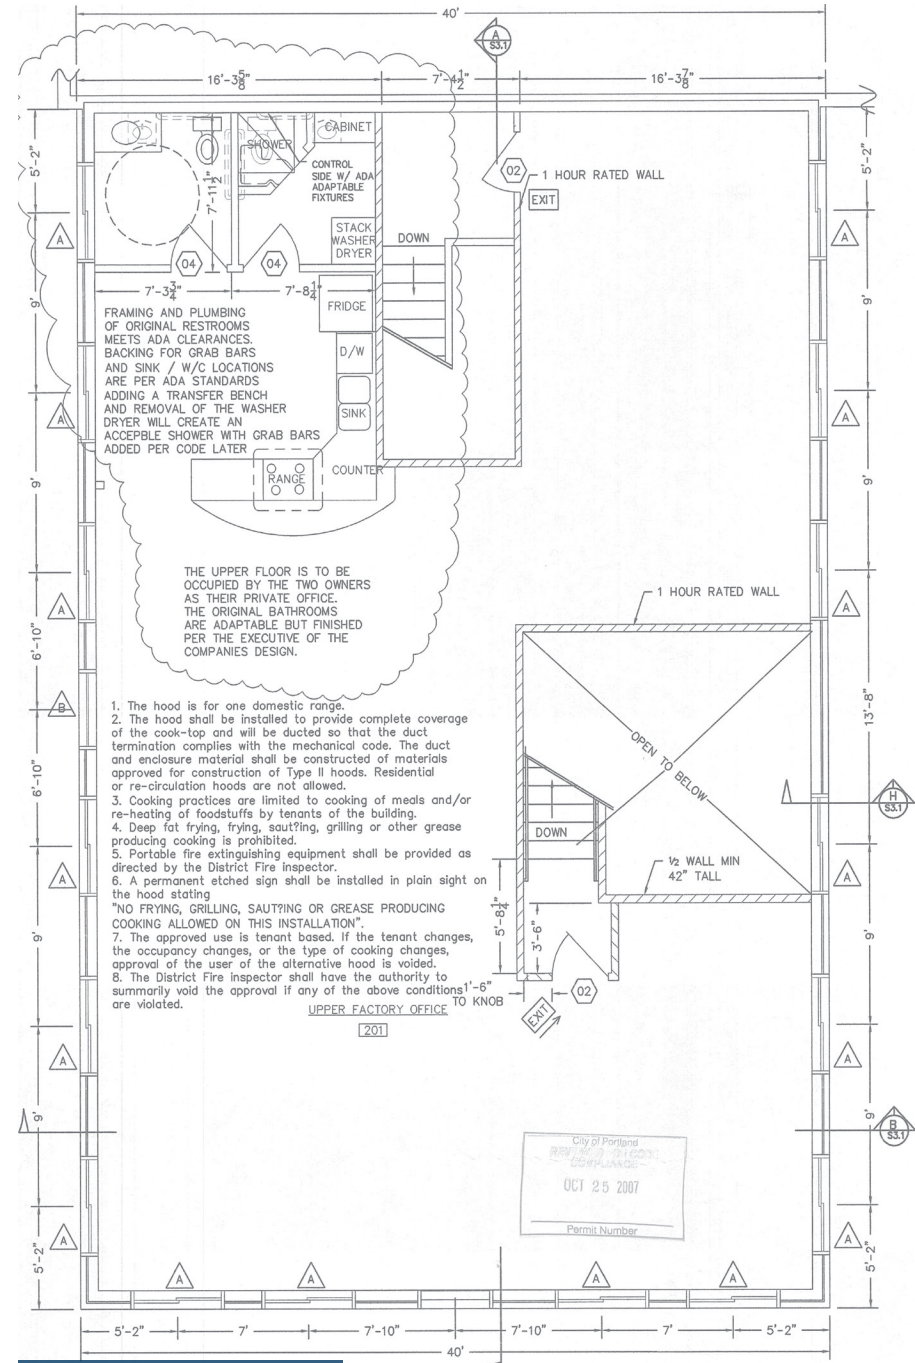 40'
A
S3.1
16'-3 5/8"
7'-4 1/2"
16'-3 7/8"
CABINET
SHOWER
5'-2"
5'-2"
CONTROL
SIDE W/ ADA
ADAPTABLE
FIXTURES
7'-11 1/2"
02
1 HOUR RATED WALL
EXIT
STACK
WASHER
DRYER
DOWN
A
A
04
04
7'-3 3/4"
7'-8 1/4"
9'
9'
FRIDGE
FRAMING AND PLUMBING
OF ORIGINAL RESTROOMS
MEETS ADA CLEARANCES.
BACKING FOR GRAB BARS
AND SINK / W/C LOCATIONS
ARE PER ADA STANDARDS
ADDING A TRANSFER BENCH
AND REMOVAL OF THE WASHER
DRYER WILL CREATE AN
ACCEPBLE SHOWER WITH GRAB BARS
ADDED PER CODE LATER
D/W
SINK
A
A
COUNTER
RANGE
9'
9'
THE UPPER FLOOR IS TO BE
OCCUPIED BY THE TWO OWNERS
AS THEIR PRIVATE OFFICE.
THE ORIGINAL BATHROOMS
ARE ADAPTABLE BUT FINISHED
PER THE EXECUTIVE OF THE
COMPANIES DESIGN.
1 HOUR RATED WALL
A
A
6'-10"
B
13'-8"
6'-10"
OPEN TO BELOW
H
S3.1
DOWN
1/2 WALL MIN
42" TALL
1. The hood is for one domestic range.
2. The hood shall be installed to provide complete coverage
of the cook-top and will be ducted so that the duct
termination complies with the mechanical code. The duct
and enclosure material shall be constructed of materials
approved for construction of Type II hoods. Residential
or re-circulation hoods are not allowed.
3. Cooking practices are limited to cooking of meals and/or
re-heating of foodstuffs by tenants of the building.
4. Deep fat frying, frying, saut?ing, grilling or other grease
producing cooking is prohibited.
5. Portable fire extinguishing equipment shall be provided as
directed by the District Fire inspector.
6. A permanent etched sign shall be installed in plain sight on
the hood stating
"NO FRYING, GRILLING, SAUT?ING OR GREASE PRODUCING
COOKING ALLOWED ON THIS INSTALLATION".
7. The approved use is tenant based. If the tenant changes,
the occupancy changes, or the type of cooking changes,
approval of the user of the alternative hood is voided.
8. The District Fire inspector shall have the authority to
summarily void the approval if any of the above conditions
are violated.
A
A
5'-8 1/4"
3'-6"
9'
9'
1'-6"
TO KNOB
02
EXIT
UPPER FACTORY OFFICE
201
A
A
9'
9'
B
S3.1
City of Portland
OCT 25 2007
Permit Number
A
A
5'-2"
5'-2"
A
A
A
A
5'-2"
7'
7'-10"
7'-10"
7'
5'-2"
40'